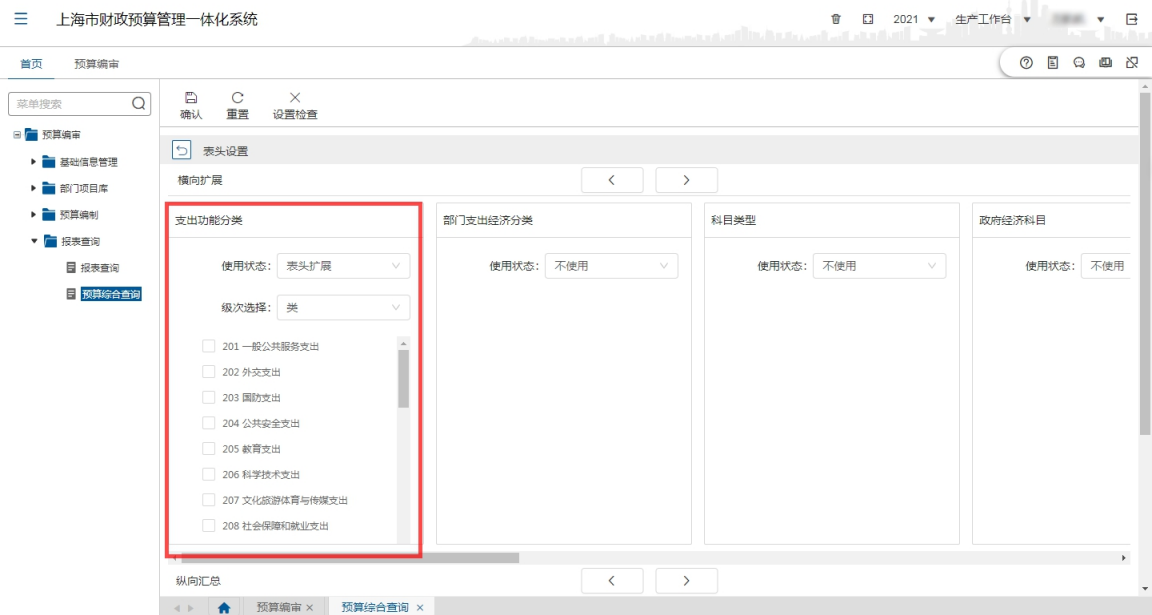 上海市财政预算管理一体化系统
2021
生产工作台
首页
预算编审
菜单搜索
预算编审
基础信息管理
部门项目库
预算编制
报表查询
报表查询
预算综合查询
确认
重置
设置检查
表头设置
横向扩展
支出功能分类
使用状态：
表头扩展
级次选择：
类
201 一般公共服务支出
202 外交支出
203 国防支出
204 公共安全支出
205 教育支出
206 科学技术支出
207 文化旅游体育与传媒支出
208 社会保障和就业支出
部门支出经济分类
使用状态：
不使用
科目类型
使用状态：
不使用
政府经济科目
使用状态：
不使用
纵向汇总
预算编审
预算综合查询